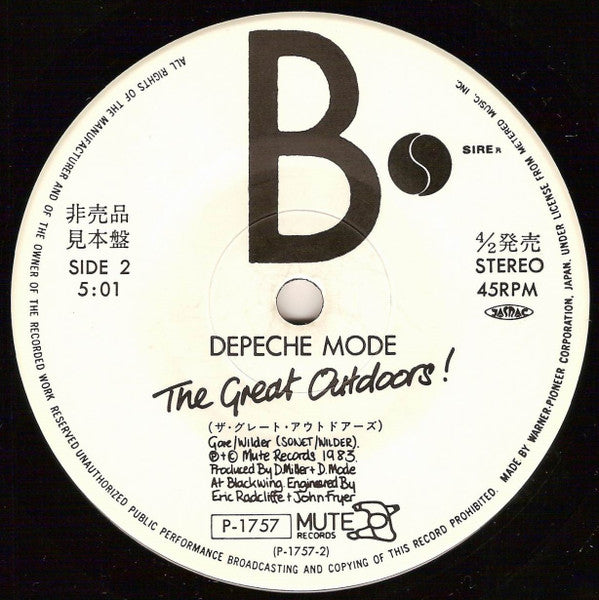 B
SIRE R
非売品
見本盤
SIDE 2
5:01
4/2発売
STEREO
45RPM
JASRAC
DEPECHE MODE
The Great Outdoors!
(ザ・グレート・アウトドアーズ)
Gore/Wilder (SONET/WILDER).
℗+© Mute Records 1983.
Produced by D.Miller+D.Mode
At Blackwing. Engineered By
Eric Radcliffe+John Fryer
P-1757
MUTE
RECORDS
(P-1757-2)
ALL RIGHTS OF THE MANUFACTURER AND OF THE OWNER OF THE RECORDED WORK RESERVED UNAUTHORIZED PUBLIC PERFORMANCE BROADCASTING AND COPYING OF THIS RECORD PROHIBITED. MADE BY WARNER-PIONEER CORPORATION, JAPAN, UNDER LICENSE FROM METERED MUSIC, INC.